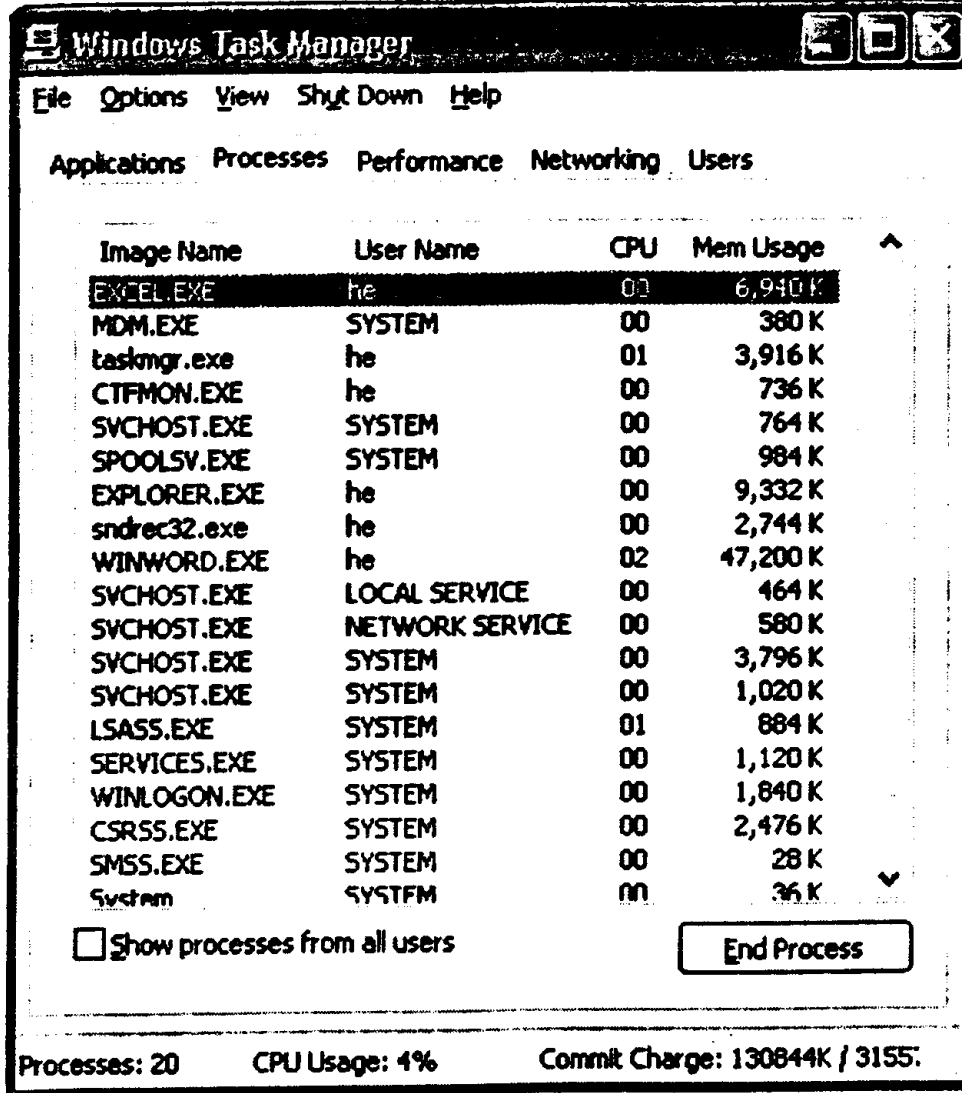 Windows Task Manager
File Options View Shut Down Help
Applications Processes Performance Networking Users
Image Name User Name CPU Mem Usage
EXCEL.EXE he 00 6,940 K
MDM.EXE SYSTEM 00 380 K
taskmgr.exe he 01 3,916 K
CTFMON.EXE he 00 736 K
SVCHOST.EXE SYSTEM 00 764 K
SPOOLSV.EXE SYSTEM 00 984 K
EXPLORER.EXE he 00 9,332 K
sndrec32.exe he 00 2,744 K
WINWORD.EXE he 02 47,200 K
SVCHOST.EXE LOCAL SERVICE 00 464 K
SVCHOST.EXE NETWORK SERVICE 00 580 K
SVCHOST.EXE SYSTEM 00 3,796 K
SVCHOST.EXE SYSTEM 00 1,020 K
LSASS.EXE SYSTEM 01 884 K
SERVICES.EXE SYSTEM 00 1,120 K
WINLOGON.EXE SYSTEM 00 1,840 K
CSRSS.EXE SYSTEM 00 2,476 K
SMSS.EXE SYSTEM 00 28 K
System SYSTEM 00 36 K
Show processes from all users End Process
Processes: 20 CPU Usage: 4% Commit Charge: 130844K / 3155